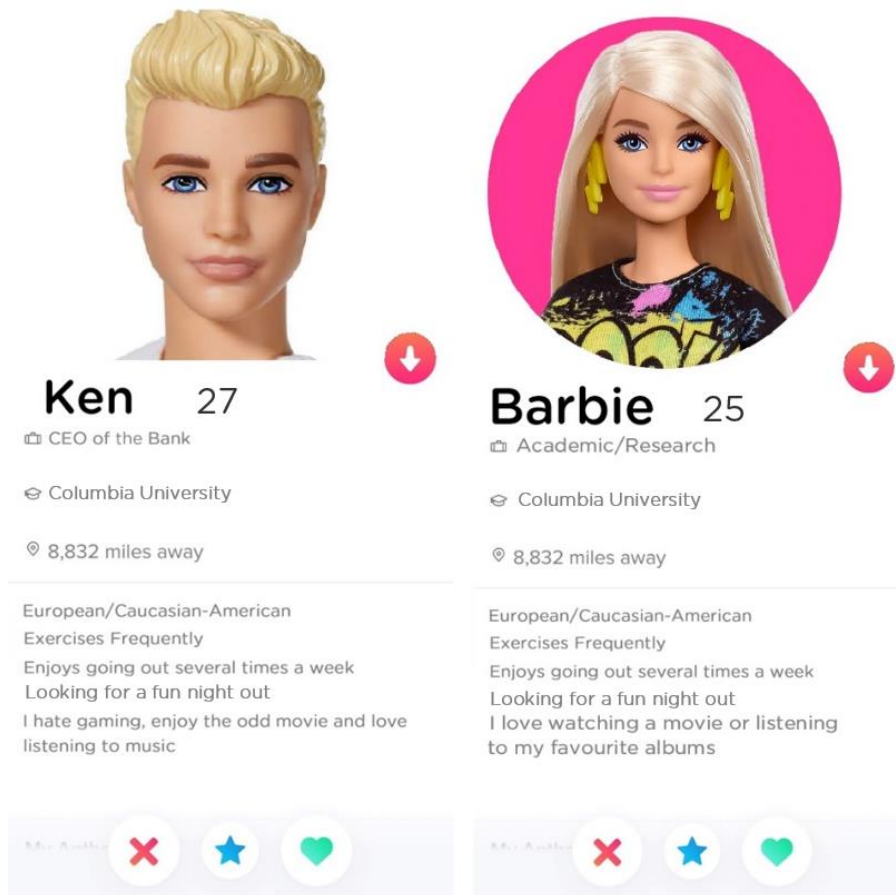 Ken 27
CEO of the Bank
Columbia University
8,832 miles away
European/Caucasian-American
Exercises Frequently
Enjoys going out several times a week
Looking for a fun night out
I hate gaming, enjoy the odd movie and love
listening to music
Barbie 25
Academic/Research
Columbia University
8,832 miles away
European/Caucasian-American
Exercises Frequently
Enjoys going out several times a week
Looking for a fun night out
I love watching a movie or listening
to my favourite albums